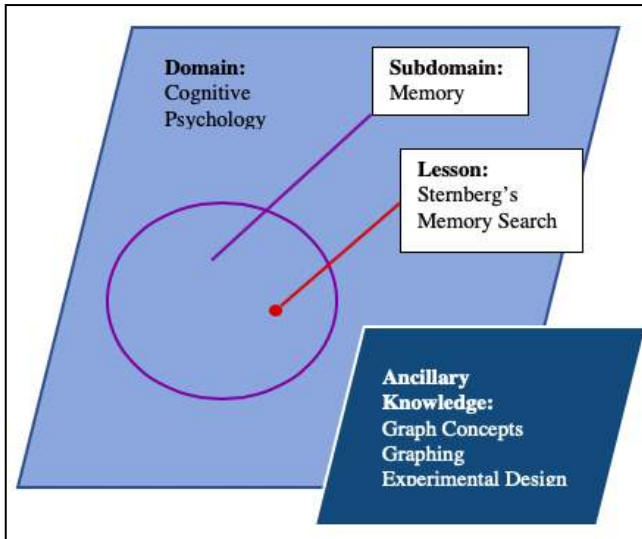 Domain:
Cognitive
Psychology
Subdomain:
Memory
Lesson:
Sternberg's
Memory Search
Ancillary
Knowledge:
Graph Concepts
Graphing
Experimental Design